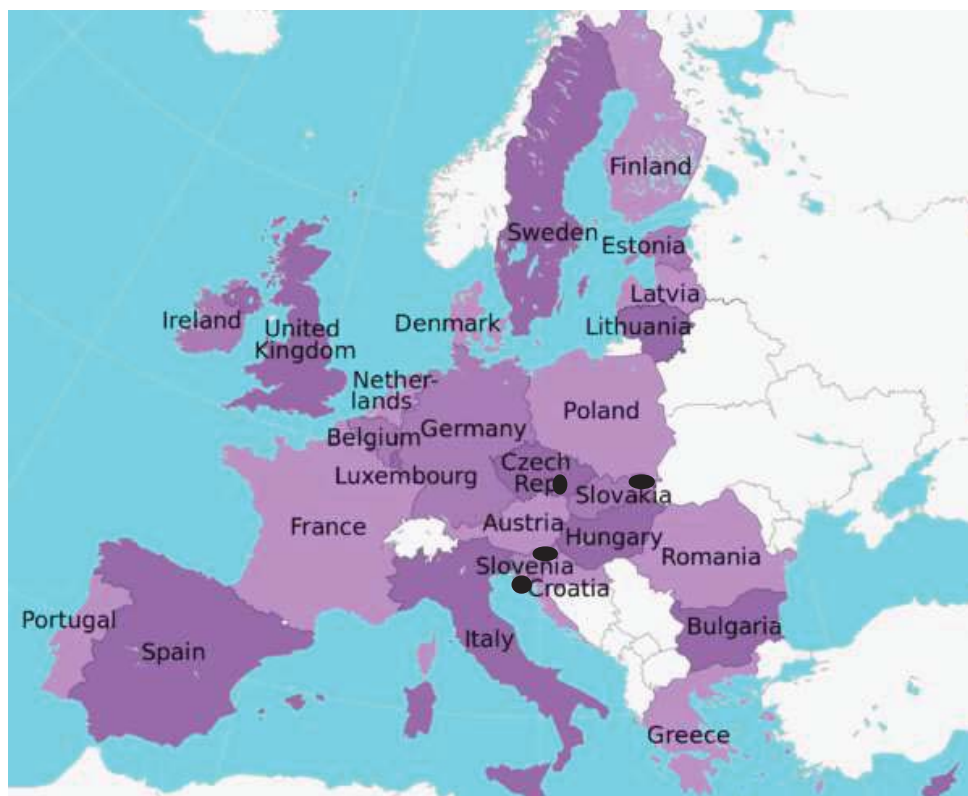 Finland
Sweden
Estonia
Latvia
Lithuania
Ireland
United
Kingdom
Denmark
Nether-
lands
Poland
Belgium
Germany
Luxembourg
Czech
Rep
Slovakia
France
Austria
Hungary
Romania
Slovenia
Croatia
Portugal
Spain
Italy
Bulgaria
Greece